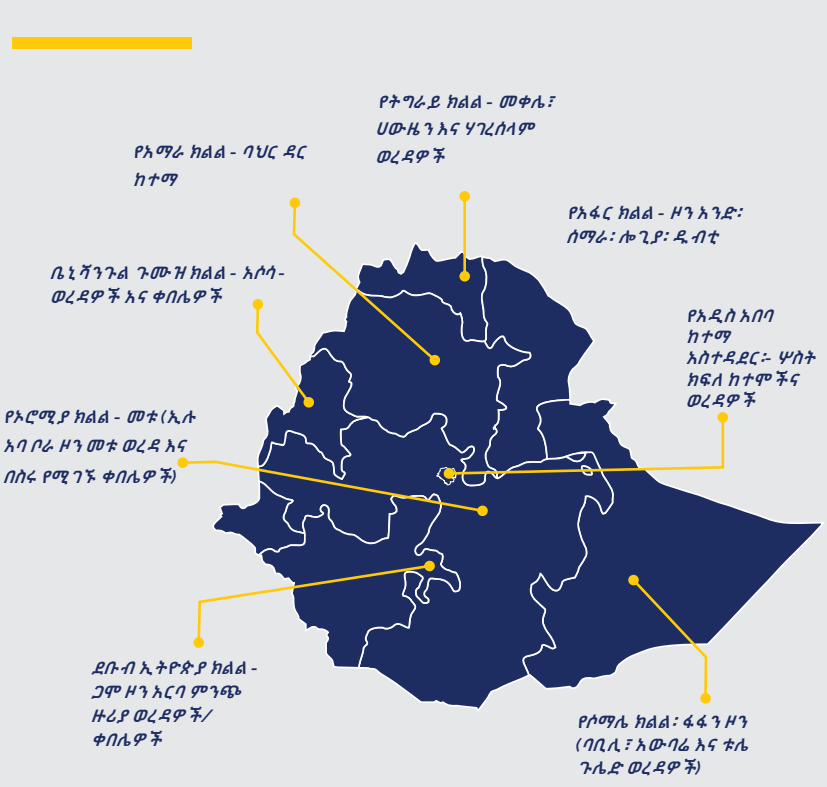 የትግራይ ክልል - መቀሌ፣
ሀውዜን እና ሃገረሰላም
ወረዳዎች
የአማራ ክልል - ባህር ዳር
ከተማ
የአፋር ክልል - ዞን አንድ፡
ሰማራ፡ ሎጊያ፡ ዱብቲ
ቤኒሻንጉል ጉሙዝ ክልል - አሶሳ-
ወረዳዎች እና ቀበሌዎች
የአዲስ አበባ
ከተማ
አስተዳደር፡- ሦስት
ክፍለ ከተሞችና
ወረዳዎች
የኦሮሚያ ክልል - መቱ (ኢሉ
አባ ቦራ ዞን መቱ ወረዳ እና
በስሩ የሚገኙ ቀበሌዎች)
ደቡብ ኢትዮጵያ ክልል -
ጋሞ ዞን አርባ ምንጭ
ዙሪያ ወረዳዎች/
ቀበሌዎች
የሶማሌ ክልል፡ ፋፋን ዞን
(ባቢሊ፣ አውባሬ እና ቱሌ
ጉሌድ ወረዳዎች)